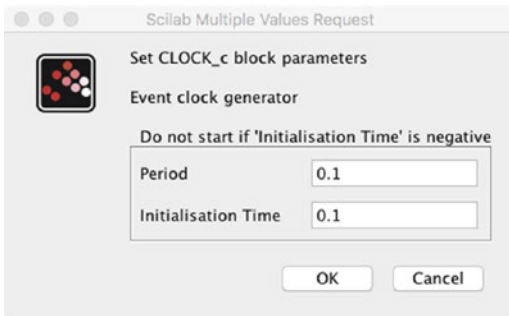 Scilab Multiple Values Request
Set CLOCK_c block parameters
Event clock generator
Do not start if 'Initialisation Time' is negative
Period 0.1
Initialisation Time 0.1
OK Cancel